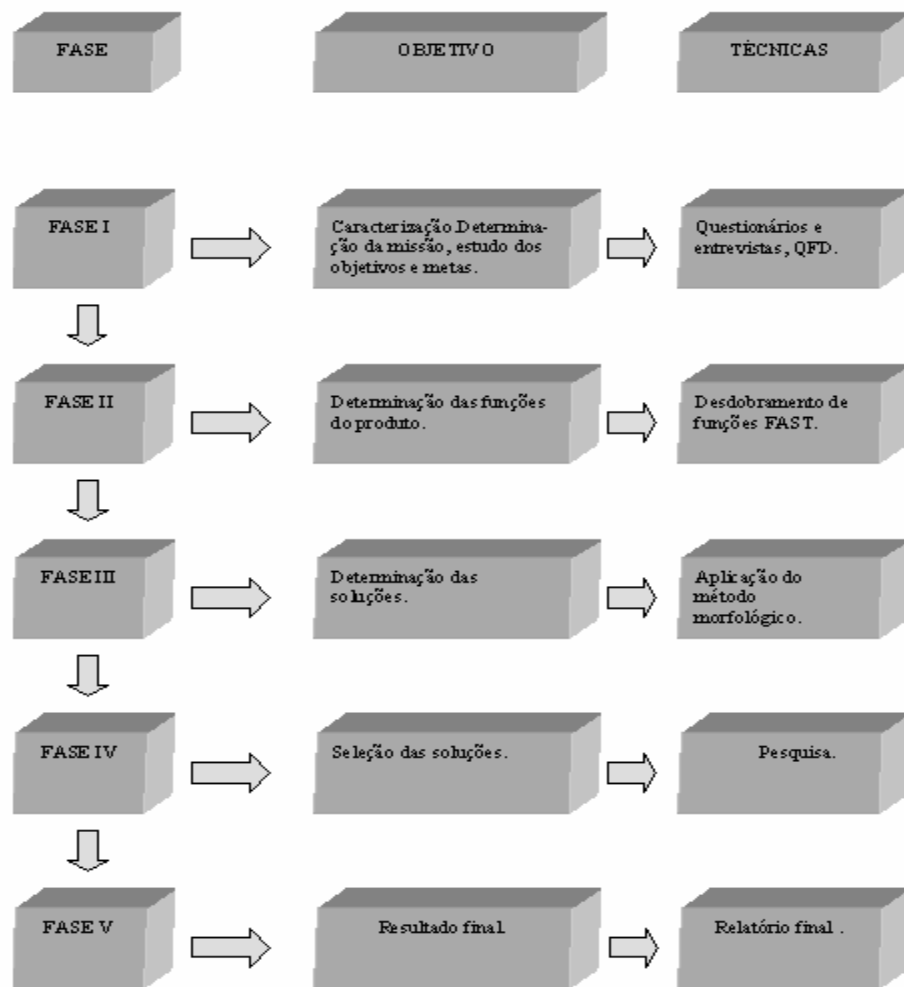 FASE
OBJETIVO
TÉCNICAS
FASE I
Caracterização.Determina-
ção da missão, estudo dos
objetivos e metas.
Questionários e
entrevistas, QFD.
FASE II
Determinação das funções
do produto.
Desdobramento de
funções FAST.
FASE III
Determinação das
soluções.
Aplicação do
método
morfológico.
FASE IV
Seleção das soluções.
Pesquisa.
FASE V
Resultado final.
Relatório final .